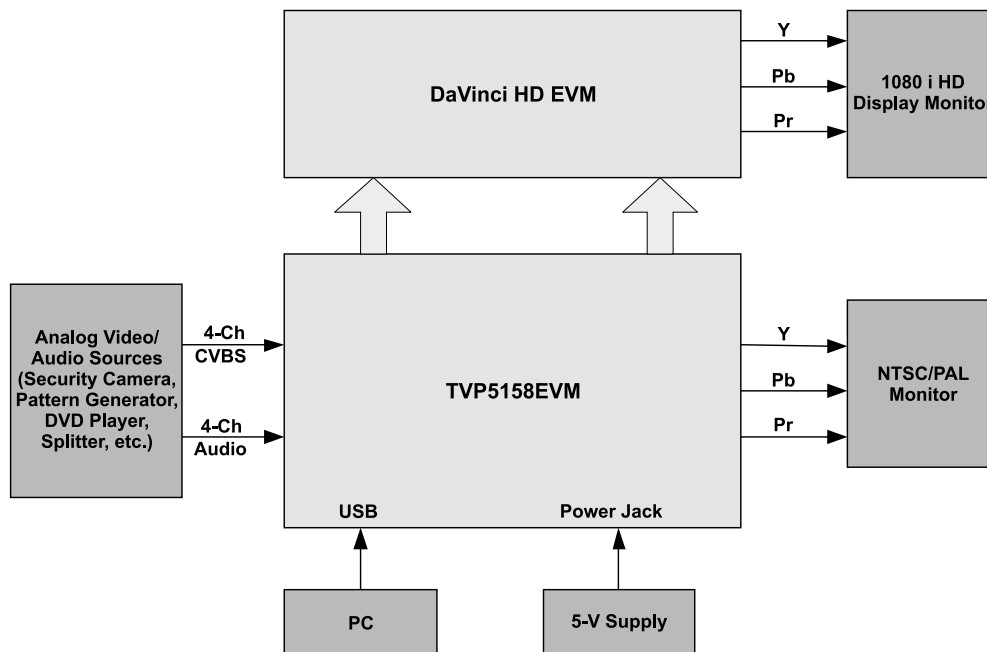 DaVinci HD EVM
Y
Pb
Pr
1080 i HD
Display Monitor
Analog Video/
Audio Sources
(Security Camera,
Pattern Generator,
DVD Player,
Splitter, etc.)
4-Ch
CVBS
4-Ch
Audio
TVP5158EVM
USB
Power Jack
Y
Pb
Pr
NTSC/PAL
Monitor
PC
5-V Supply